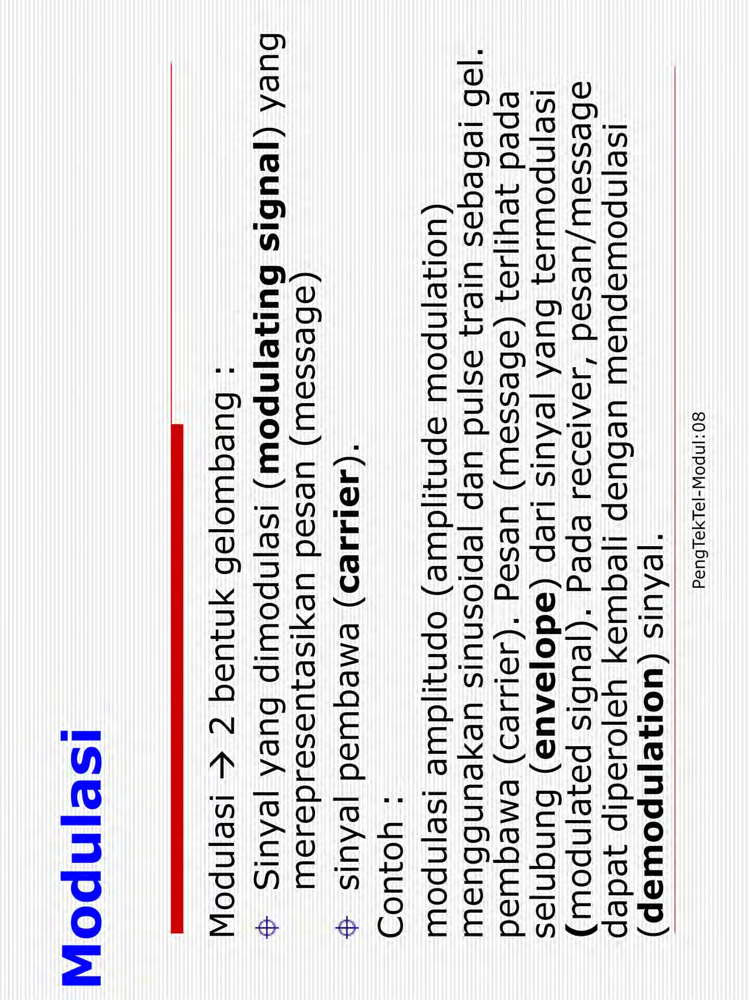 Modulasi
Modulasi → 2 bentuk gelombang :
Sinyal yang dimodulasi (modulating signal) yang
merepresentasikan pesan (message)
sinyal pembawa (carrier).
Contoh :
modulasi amplitudo (amplitude modulation)
menggunakan sinusoidal dan pulse train sebagai gel.
pembawa (carrier). Pesan (message) terlihat pada
selubung (envelope) dari sinyal yang termodulasi
(modulated signal). Pada receiver, pesan/message
dapat diperoleh kembali dengan mendemodulasi
(demodulation) sinyal.
PengTekTel-Modul:08